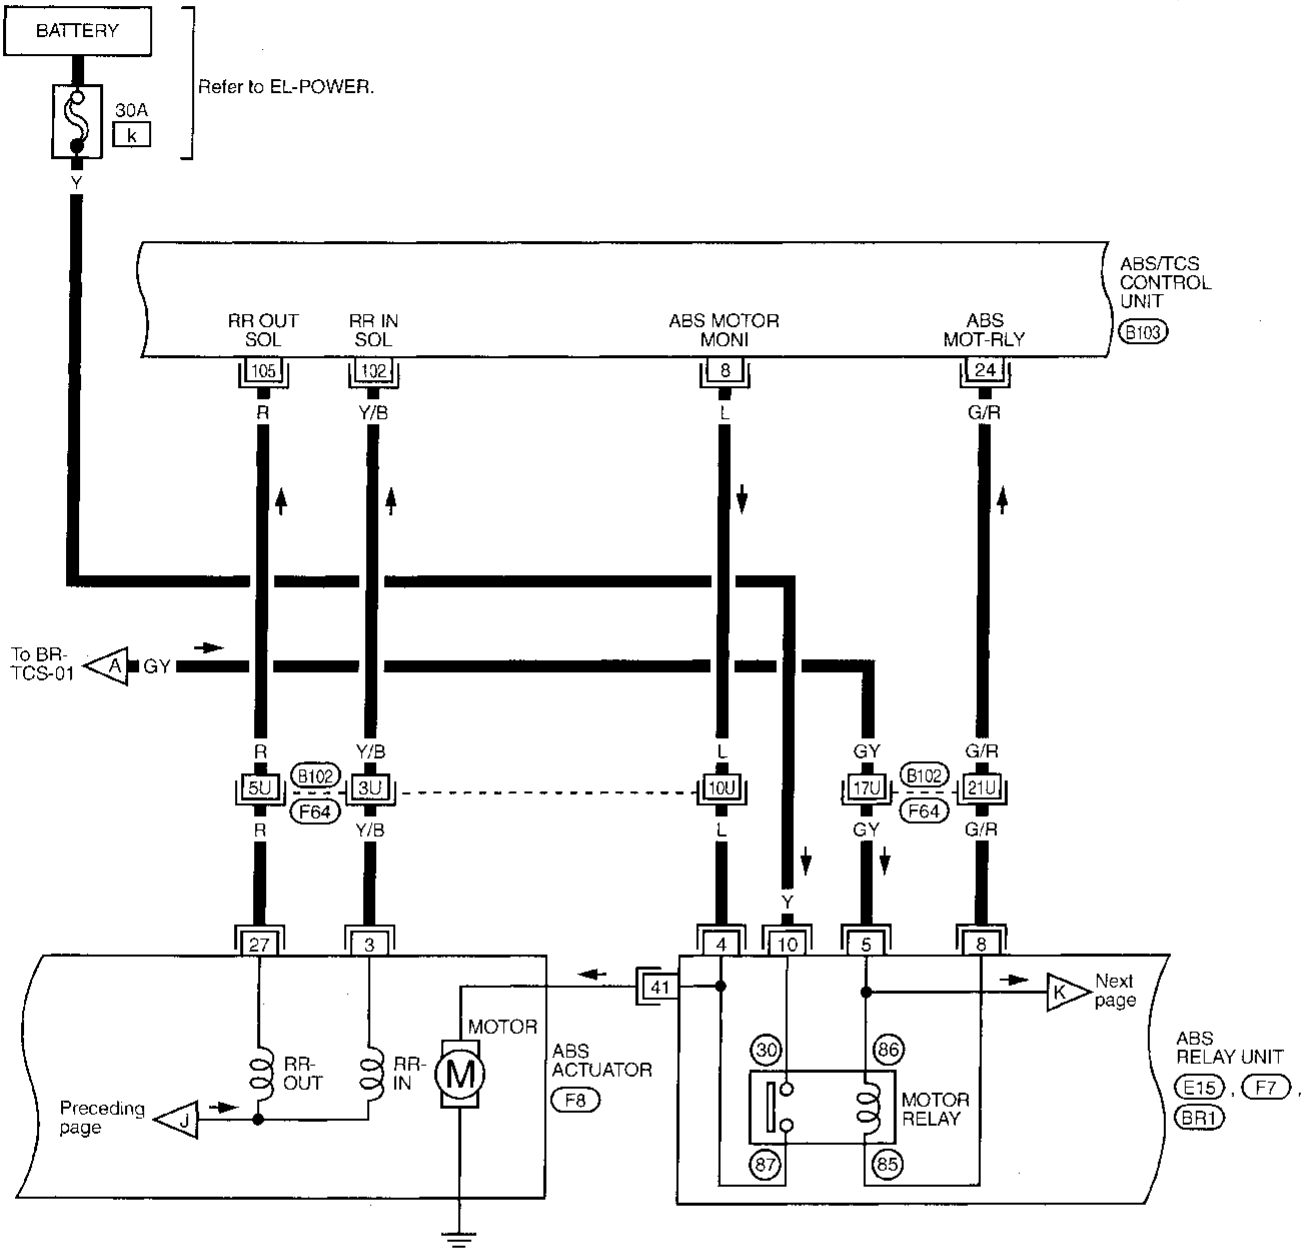 BATTERY
Refer to EL-POWER.
30A
k
Y
ABS/TCS
CONTROL
UNIT
B103
RR OUT
SOL
RR IN
SOL
ABS MOTOR
MONI
ABS
MOT-RLY
105
102
8
24
R
Y/B
L
G/R
To BR-
TCS-01
A
GY
R
Y/B
L
GY
G/R
5U
B102
F64
3U
10U
17U
B102
F64
21U
R
Y/B
L
GY
G/R
Y
27
3
4
10
5
8
41
K
Next
page
MOTOR
M
ABS
ACTUATOR
F8
RR-
OUT
RR-
IN
Preceding
page
J
30
86
MOTOR
RELAY
87
85
ABS
RELAY UNIT
E15 , F7 ,
BR1